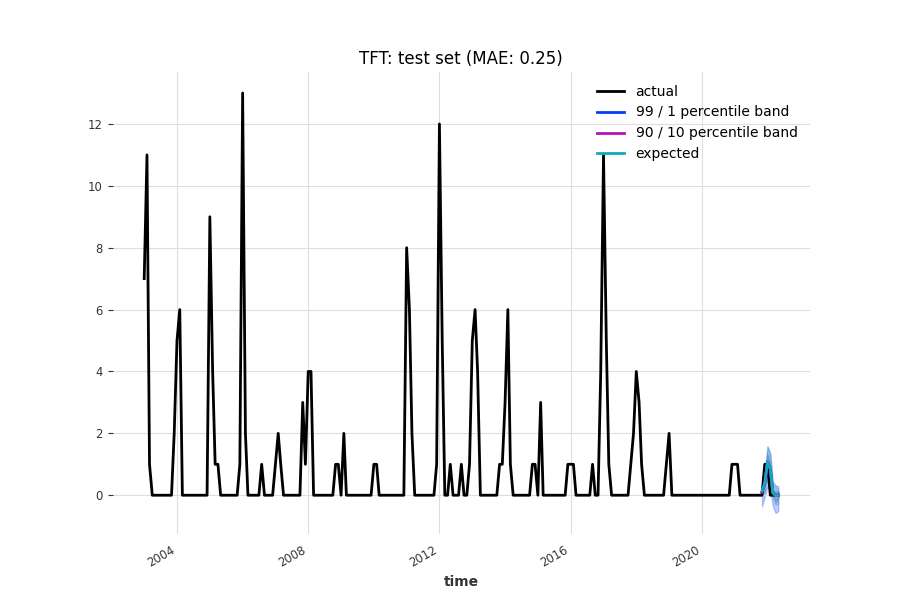 TFT: test set (MAE: 0.25)
actual
99 / 1 percentile band
90 / 10 percentile band
expected
12
10
8
6
4
2
0
2004
2008
2012
2016
2020
time